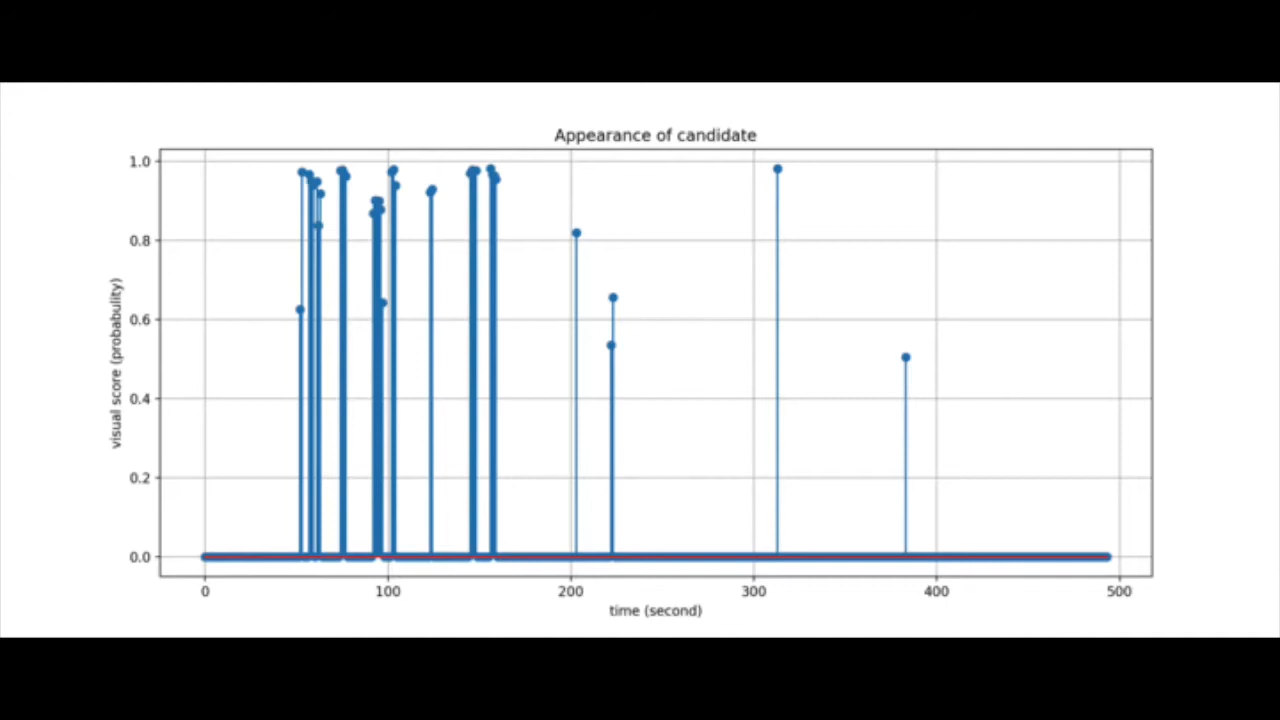 Appearance of candidate
1.0
0.8
0.6
0.4
0.2
0.0
visual score (probabulity)
0 100 200 300 400 500
time (second)